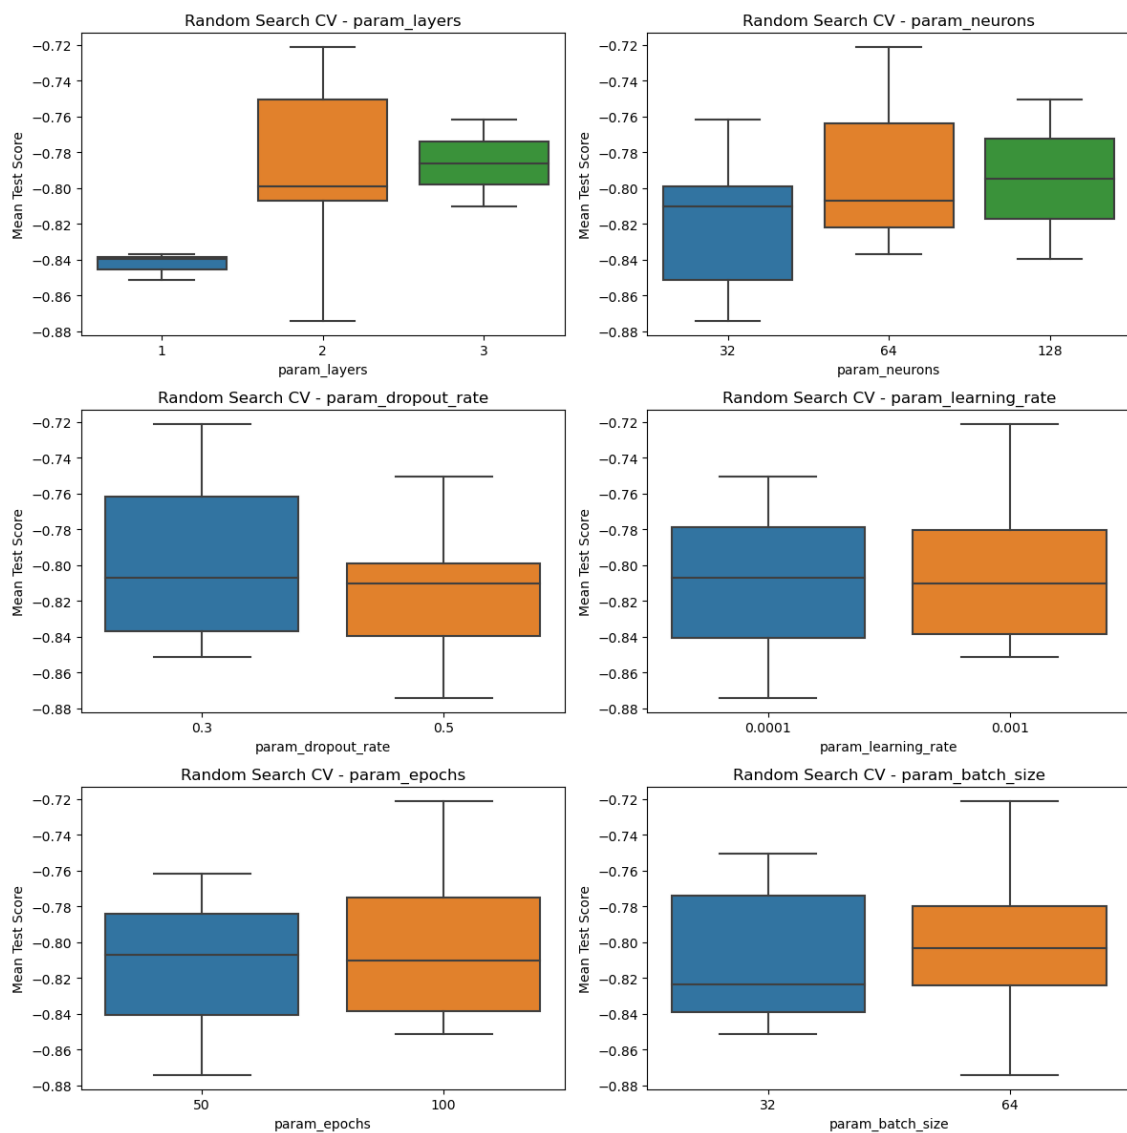 Random Search CV - param_layers
Mean Test Score
−0.72
−0.74
−0.76
−0.78
−0.80
−0.82
−0.84
−0.86
−0.88
1 2 3
param_layers
Random Search CV - param_neurons
Mean Test Score
−0.72
−0.74
−0.76
−0.78
−0.80
−0.82
−0.84
−0.86
−0.88
32 64 128
param_neurons
Random Search CV - param_dropout_rate
Mean Test Score
−0.72
−0.74
−0.76
−0.78
−0.80
−0.82
−0.84
−0.86
−0.88
0.3 0.5
param_dropout_rate
Random Search CV - param_learning_rate
Mean Test Score
−0.72
−0.74
−0.76
−0.78
−0.80
−0.82
−0.84
−0.86
−0.88
0.0001 0.001
param_learning_rate
Random Search CV - param_epochs
Mean Test Score
−0.72
−0.74
−0.76
−0.78
−0.80
−0.82
−0.84
−0.86
−0.88
50 100
param_epochs
Random Search CV - param_batch_size
Mean Test Score
−0.72
−0.74
−0.76
−0.78
−0.80
−0.82
−0.84
−0.86
−0.88
32 64
param_batch_size